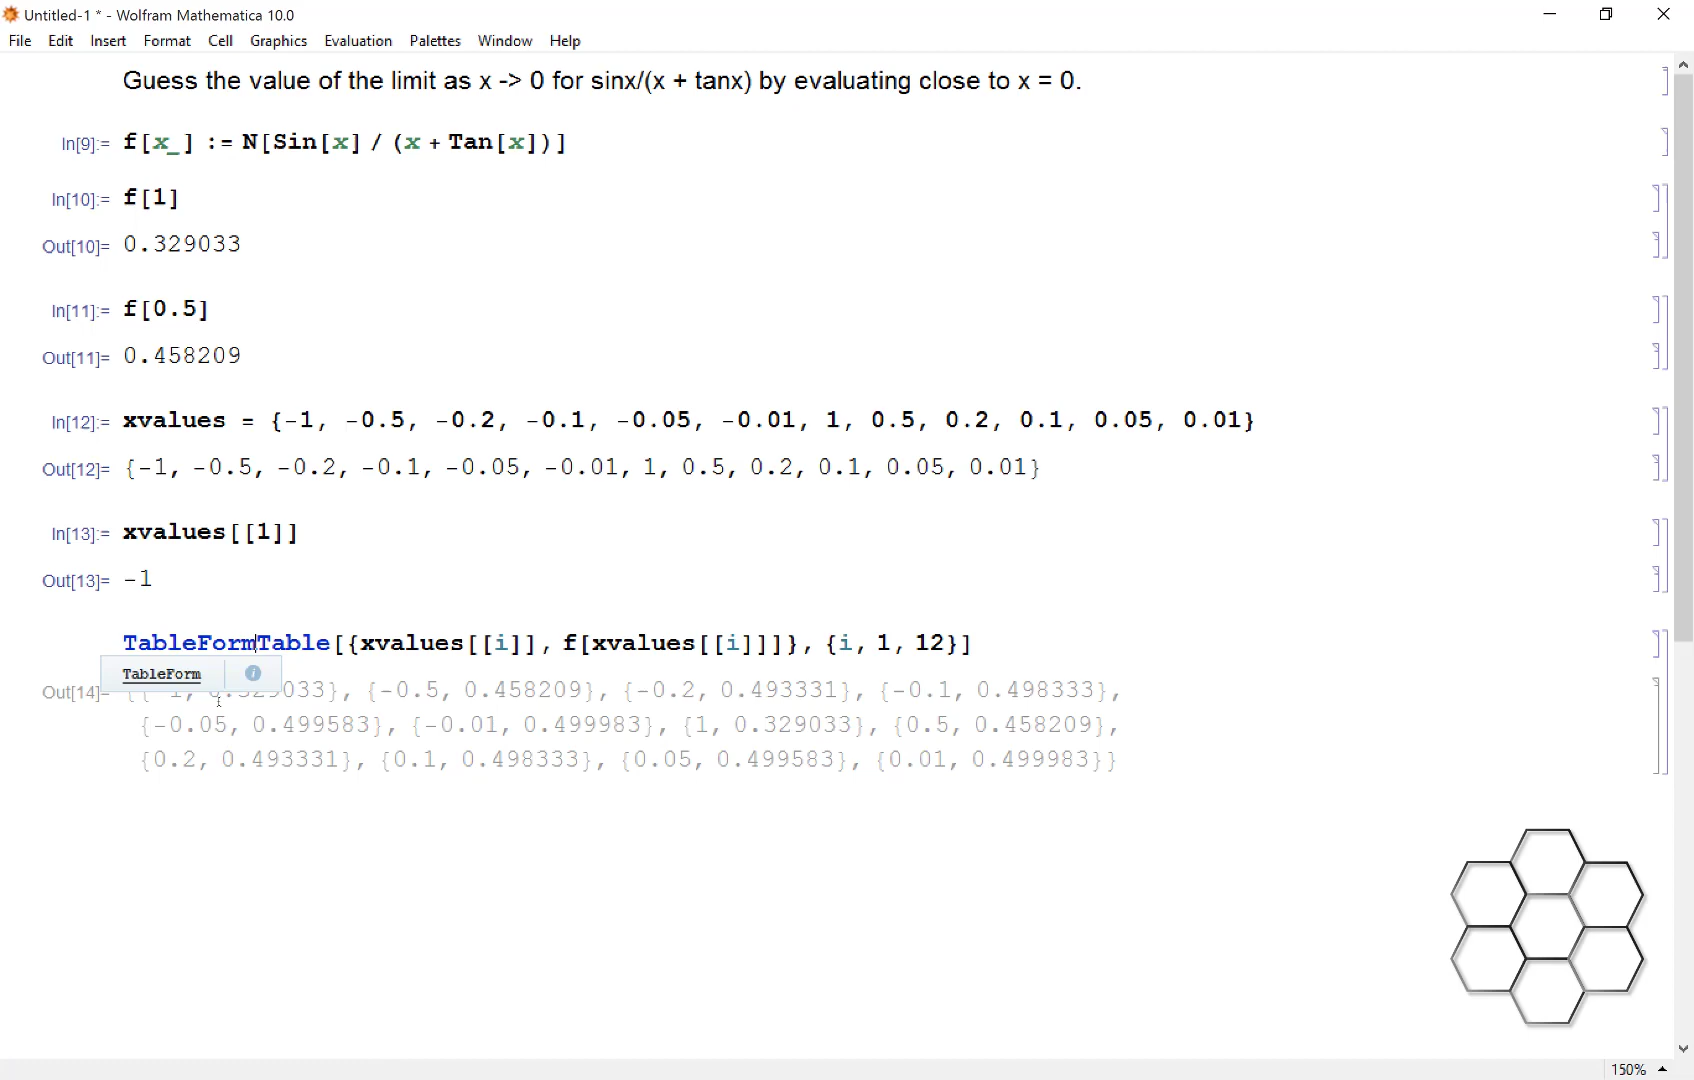 Untitled-1 * - Wolfram Mathematica 10.0
File Edit Insert Format Cell Graphics Evaluation Palettes Window Help
Guess the value of the limit as x -> 0 for sinx/(x + tanx) by evaluating close to x = 0.
In[9]:= f[x_] := N[Sin[x] / (x + Tan[x])]
In[10]:= f[1]
Out[10]= 0.329033
In[11]:= f[0.5]
Out[11]= 0.458209
In[12]:= xvalues = {-1, -0.5, -0.2, -0.1, -0.05, -0.01, 1, 0.5, 0.2, 0.1, 0.05, 0.01}
Out[12]= {-1, -0.5, -0.2, -0.1, -0.05, -0.01, 1, 0.5, 0.2, 0.1, 0.05, 0.01}
In[13]:= xvalues[[1]]
Out[13]= -1
TableFormTable[{xvalues[[i]], f[xvalues[[i]]]}, {i, 1, 12}]
TableForm
Out[14]= {{-1, 0.329033}, {-0.5, 0.458209}, {-0.2, 0.493331}, {-0.1, 0.498333},
{-0.05, 0.499583}, {-0.01, 0.499983}, {1, 0.329033}, {0.5, 0.458209},
{0.2, 0.493331}, {0.1, 0.498333}, {0.05, 0.499583}, {0.01, 0.499983}}
150%